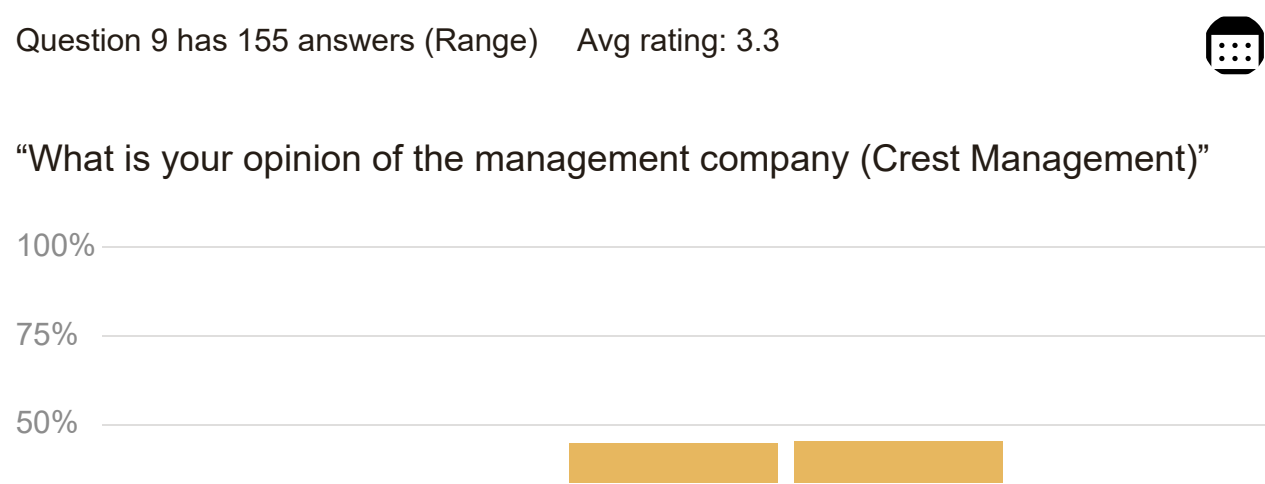 Question 9 has 155 answers (Range) Avg rating: 3.3
“What is your opinion of the management company (Crest Management)”
100%
75%
50%